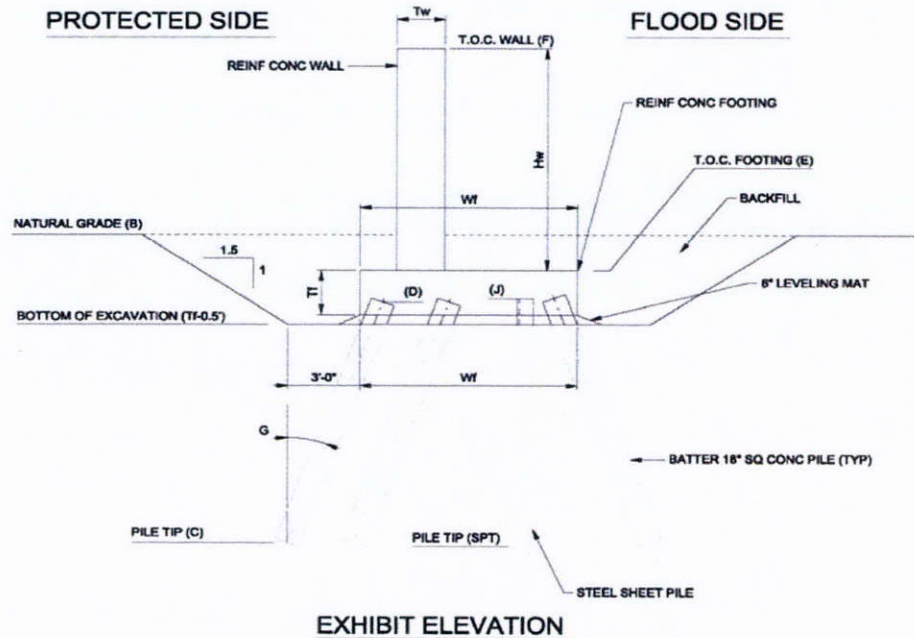 PROTECTED SIDE
Tw
FLOOD SIDE
T.O.C. WALL (F)
REINF CONC WALL
REINF CONC FOOTING
Hw
T.O.C. FOOTING (E)
Wf
BACKFILL
NATURAL GRADE (B)
1.5
1
Tf
(D)
(J)
6" LEVELING MAT
BOTTOM OF EXCAVATION (Tf-0.5')
3'-0"
Wf
G
BATTER 18" SQ CONC PILE (TYP)
PILE TIP (C)
PILE TIP (SPT)
STEEL SHEET PILE
EXHIBIT ELEVATION